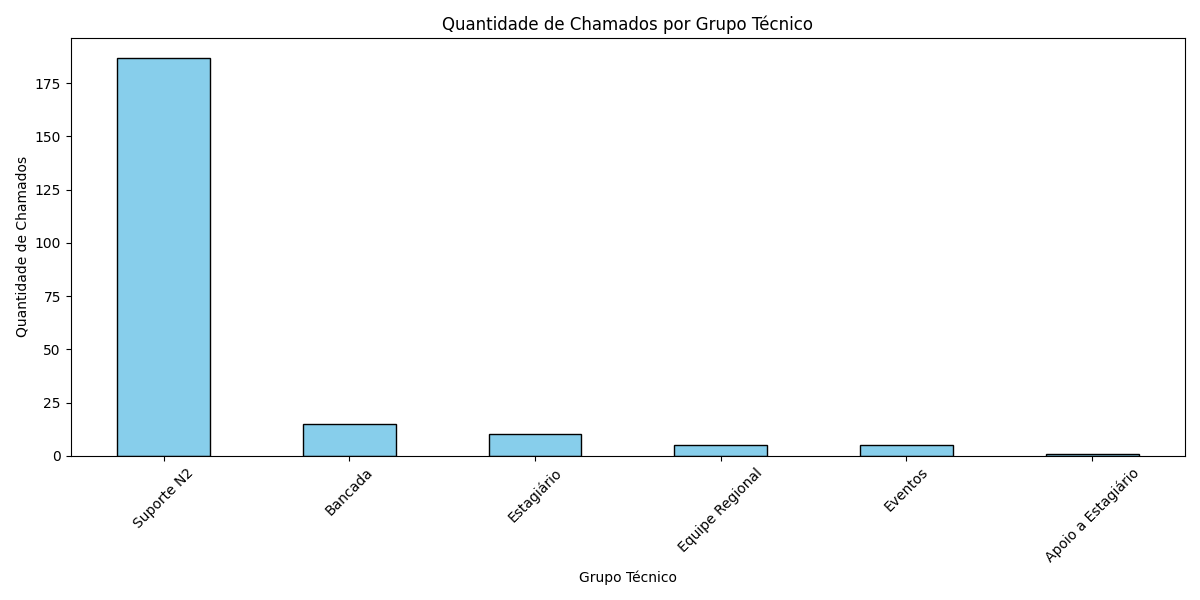 Quantidade de Chamados por Grupo Técnico
Quantidade de Chamados
175
150
125
100
75
50
25
0
Suporte N2
Bancada
Estagiário
Equipe Regional
Eventos
Apoio a Estagiário
Grupo Técnico